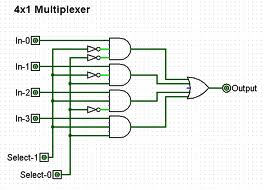 4x1 Multiplexer
In-0
In-1
In-2
In-3
Output
Select-1
Select-0